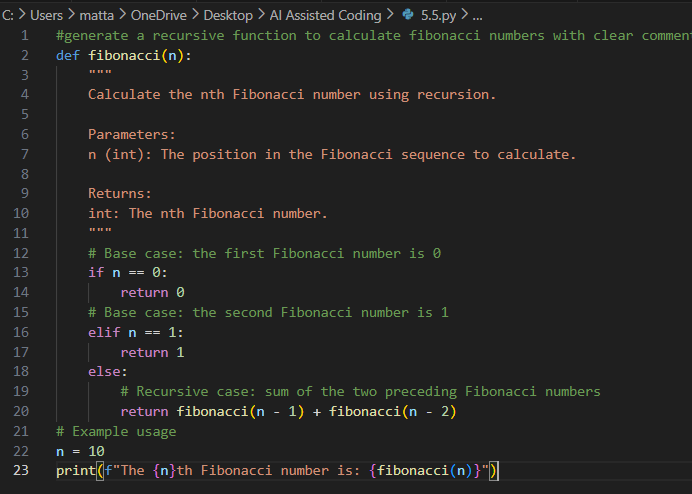 C: > Users > matta > OneDrive > Desktop > AI Assisted Coding > 5.5.py > ...
1 #generate a recursive function to calculate fibonacci numbers with clear comment
2 def fibonacci(n):
3 """
4 Calculate the nth Fibonacci number using recursion.
5
6 Parameters:
7 n (int): The position in the Fibonacci sequence to calculate.
8
9 Returns:
10 int: The nth Fibonacci number.
11 """
12 # Base case: the first Fibonacci number is 0
13 if n == 0:
14 return 0
15 # Base case: the second Fibonacci number is 1
16 elif n == 1:
17 return 1
18 else:
19 # Recursive case: sum of the two preceding Fibonacci numbers
20 return fibonacci(n - 1) + fibonacci(n - 2)
21 # Example usage
22 n = 10
23 print(f"The {n}th Fibonacci number is: {fibonacci(n)}")